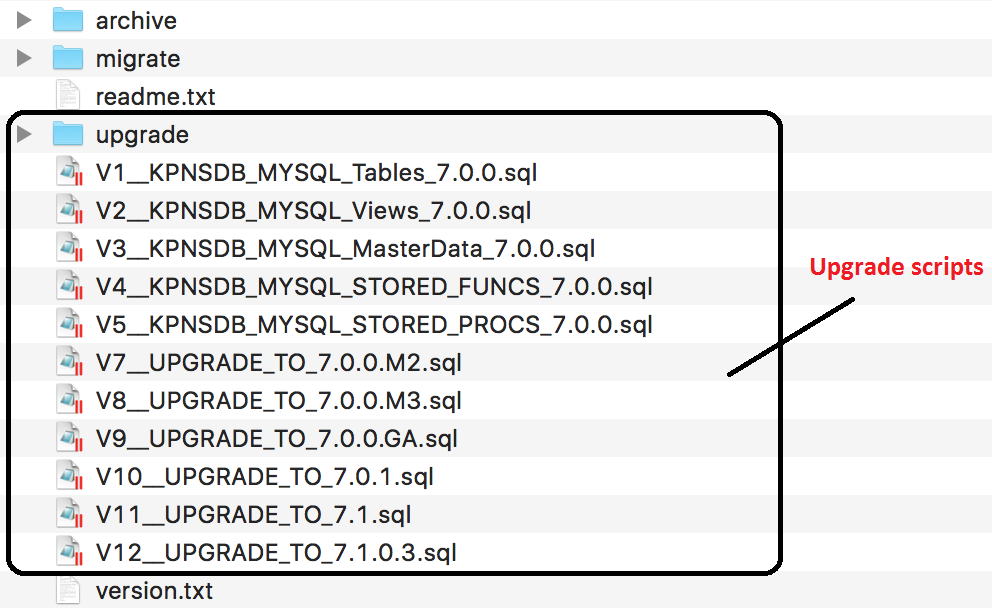 archive
migrate
readme.txt
upgrade
V1__KPNSDB_MYSQL_Tables_7.0.0.sql
V2__KPNSDB_MYSQL_Views_7.0.0.sql
V3__KPNSDB_MYSQL_MasterData_7.0.0.sql
Upgrade scripts
V4__KPNSDB_MYSQL_STORED_FUNCS_7.0.0.sql
V5__KPNSDB_MYSQL_STORED_PROCS_7.0.0.sql
V7__UPGRADE_TO_7.0.0.M2.sql
V8__UPGRADE_TO_7.0.0.M3.sql
V9__UPGRADE_TO_7.0.0.GA.sql
V10__UPGRADE_TO_7.0.1.sql
V11__UPGRADE_TO_7.1.sql
V12__UPGRADE_TO_7.1.0.3.sql
version.txt